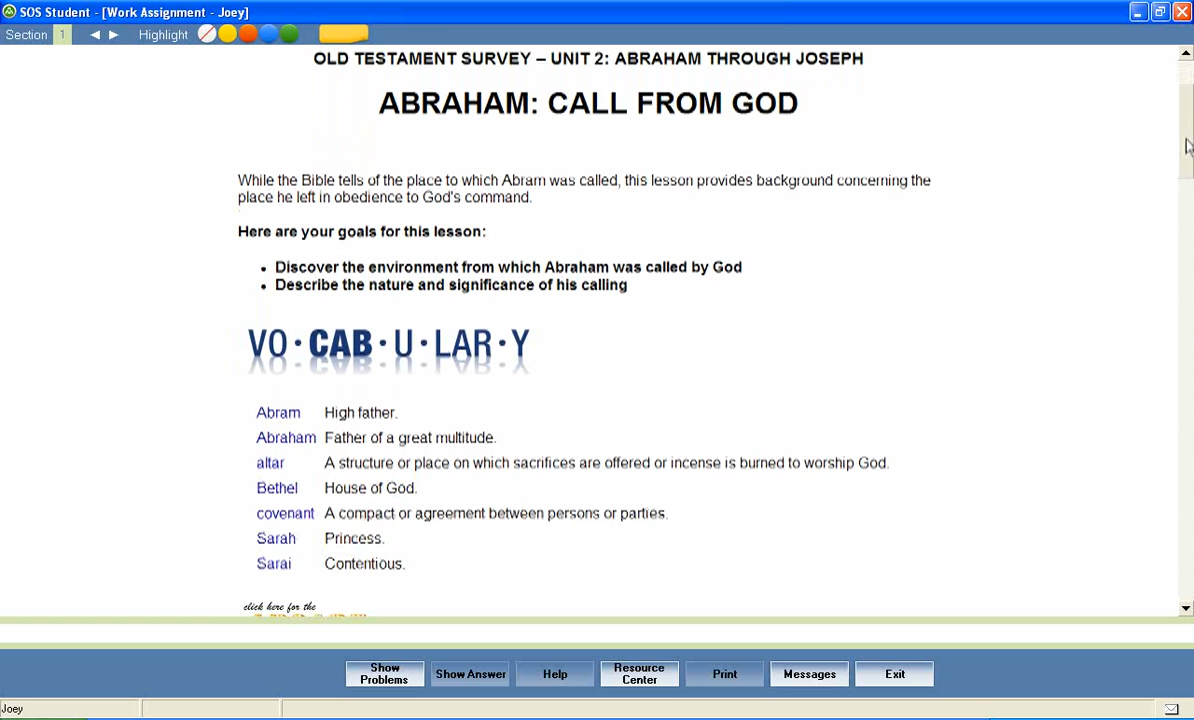 SOS Student - [Work Assignment - Joey]
Section 1 Highlight
OLD TESTAMENT SURVEY – UNIT 2: ABRAHAM THROUGH JOSEPH
ABRAHAM: CALL FROM GOD
While the Bible tells of the place to which Abram was called, this lesson provides background concerning the
place he left in obedience to God's command.
Here are your goals for this lesson:
• Discover the environment from which Abraham was called by God
• Describe the nature and significance of his calling
VO·CAB·U·LAR·Y
Abram High father.
Abraham Father of a great multitude.
altar A structure or place on which sacrifices are offered or incense is burned to worship God.
Bethel House of God.
covenant A compact or agreement between persons or parties.
Sarah Princess.
Sarai Contentious.
click here for the
Show Problems Show Answer Help Resource Center Print Messages Exit
Joey